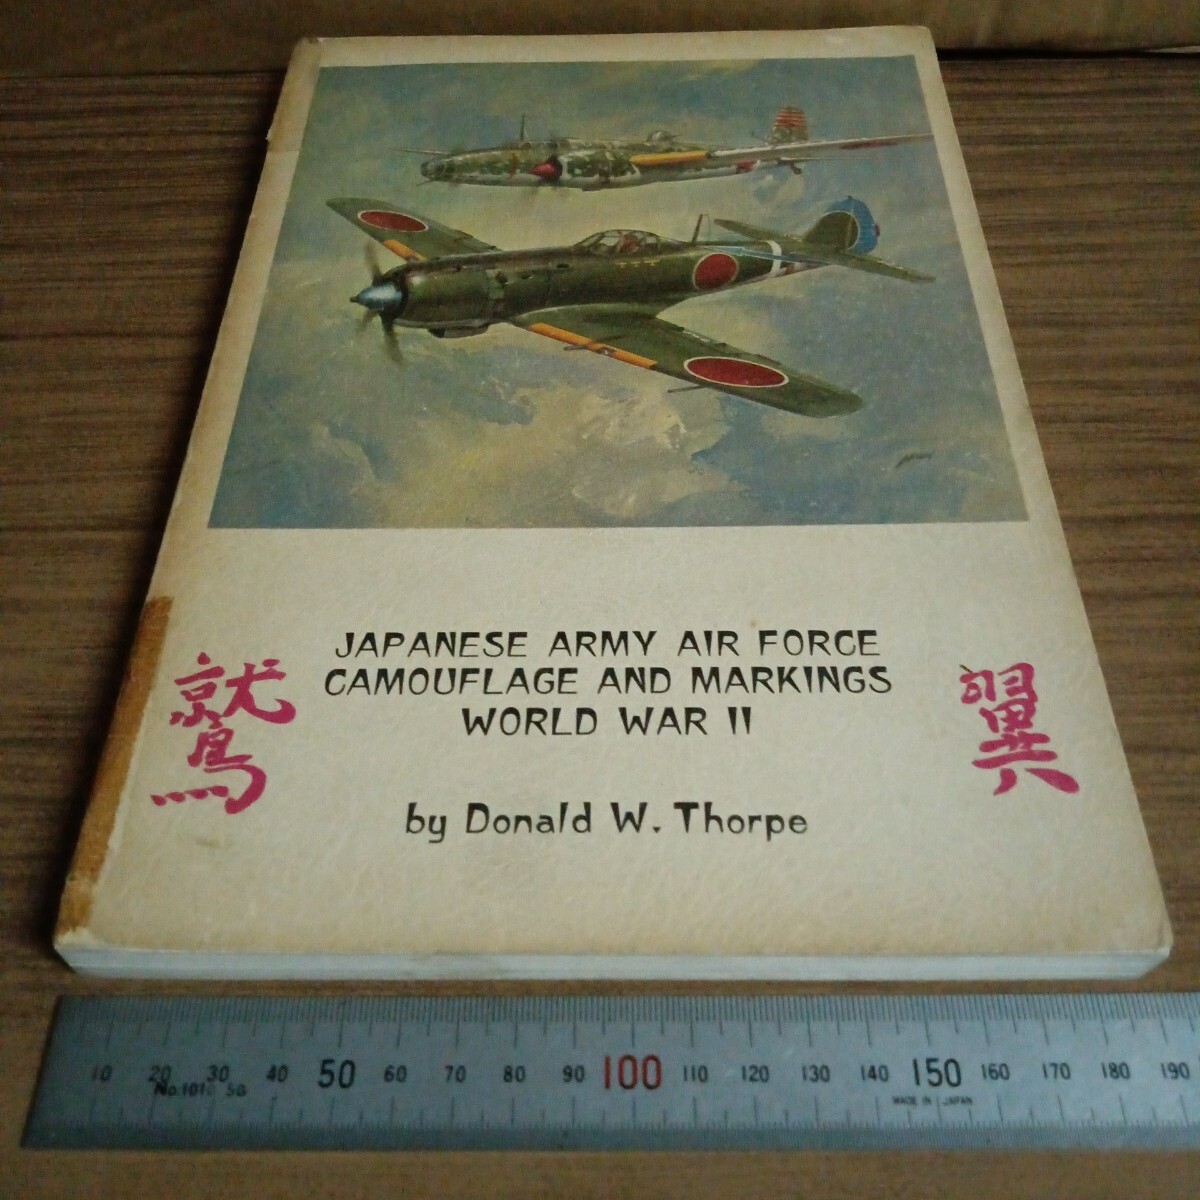 JAPANESE ARMY AIR FORCE
CAMOUFLAGE AND MARKINGS
WORLD WAR II
鷲
翼
by Donald W. Thorpe
10 20 30 40 50 60 70 80 90 100 110 120 130 140 150 160 170 180 190
MADE IN JAPAN